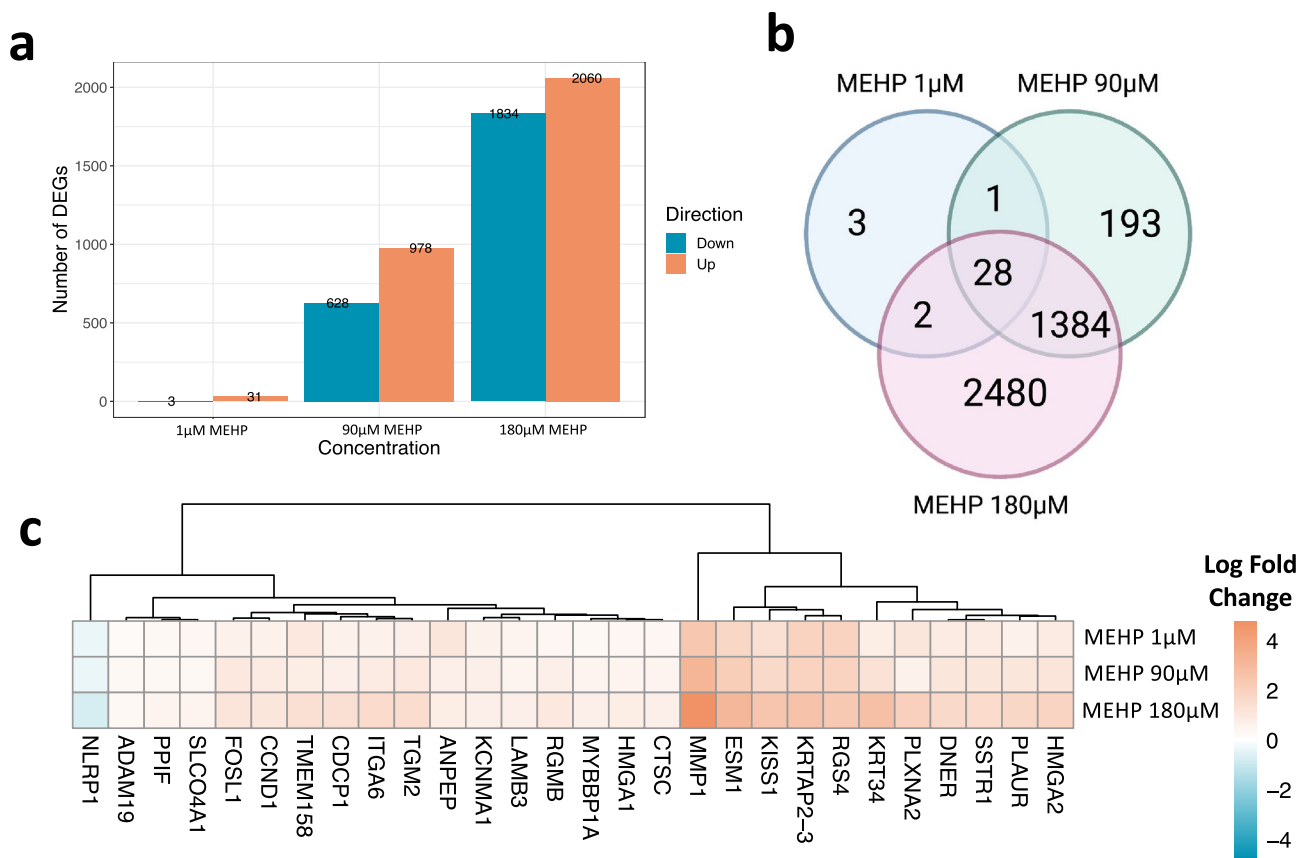 a
Number of DEGs
2000
1500
1000
500
0
3
31
628
978
1834
2060
1µM MEHP
90µM MEHP
180µM MEHP
Concentration
Direction
Down
Up
b
MEHP 1µM
MEHP 90µM
3
1
193
28
2
1384
2480
MEHP 180µM
c
MEHP 1µM
MEHP 90µM
MEHP 180µM
NLRP1
ADAM19
PPIF
SLCO4A1
FOSL1
CCND1
TMEM158
CDCP1
ITGA6
TGM2
ANPEP
KCNMA1
LAMB3
RGMB
MYBBP1A
HMGA1
CTSC
MMP1
ESM1
KISS1
KRTAP2–3
RGS4
KRT34
PLXNA2
DNER
SSTR1
PLAUR
HMGA2
Log Fold
Change
4
2
0
–2
–4